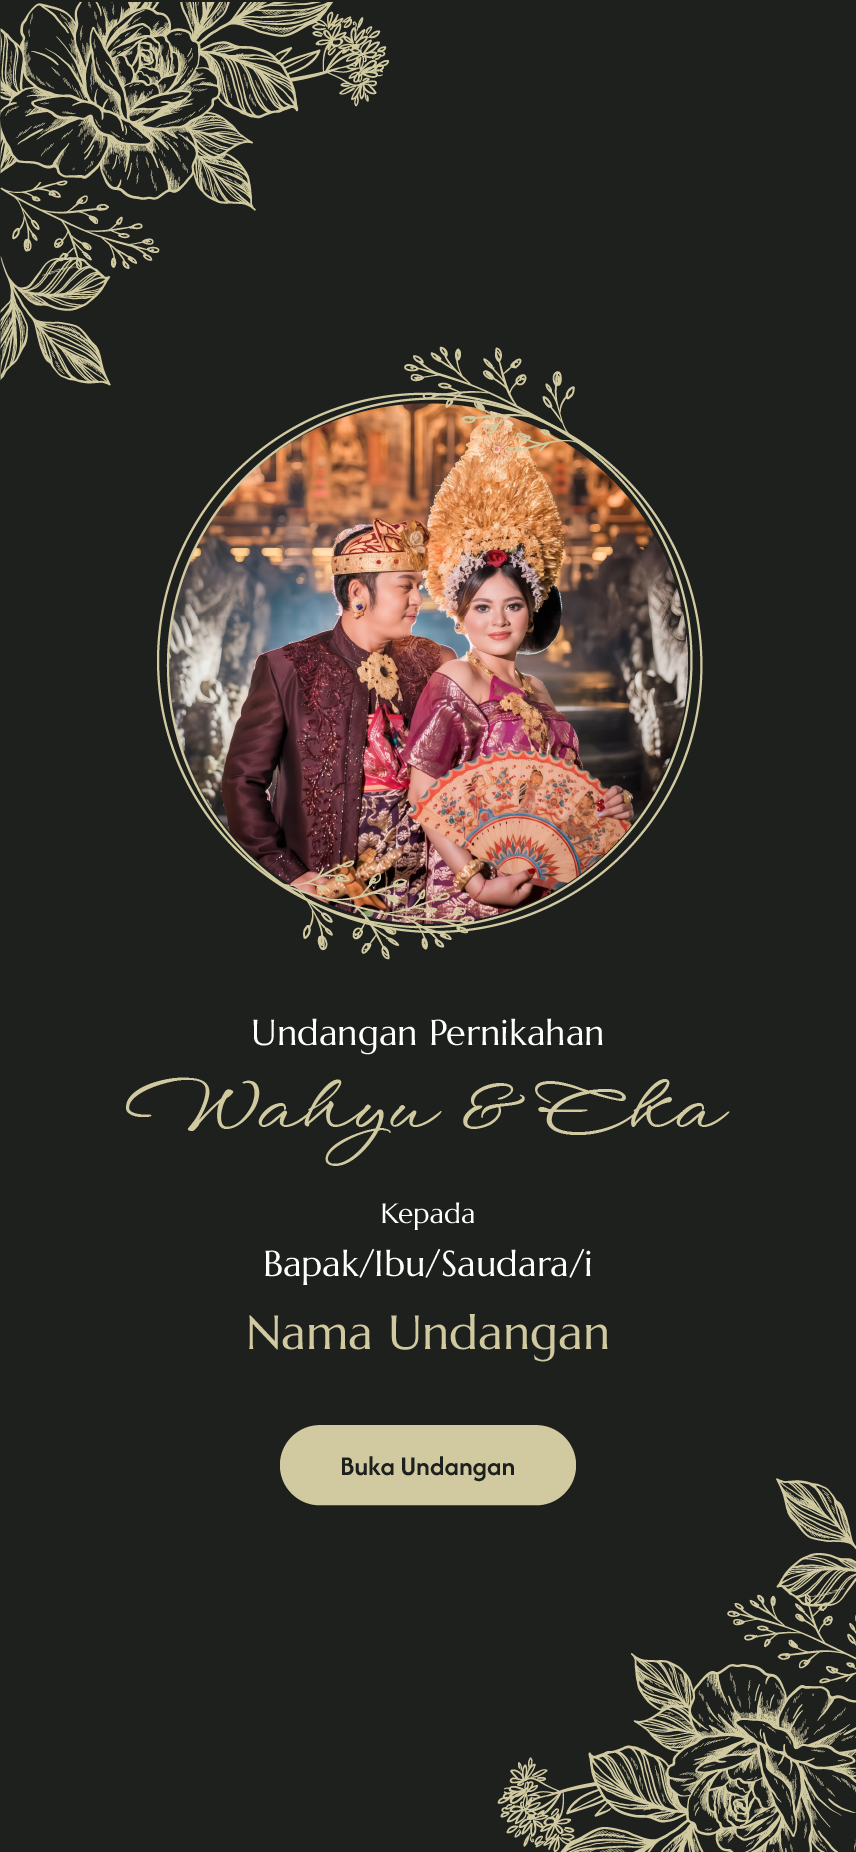 Undangan Pernikahan
Wahyu & Eka
Kepada
Bapak/Ibu/Saudara/i
Nama Undangan
Buka Undangan